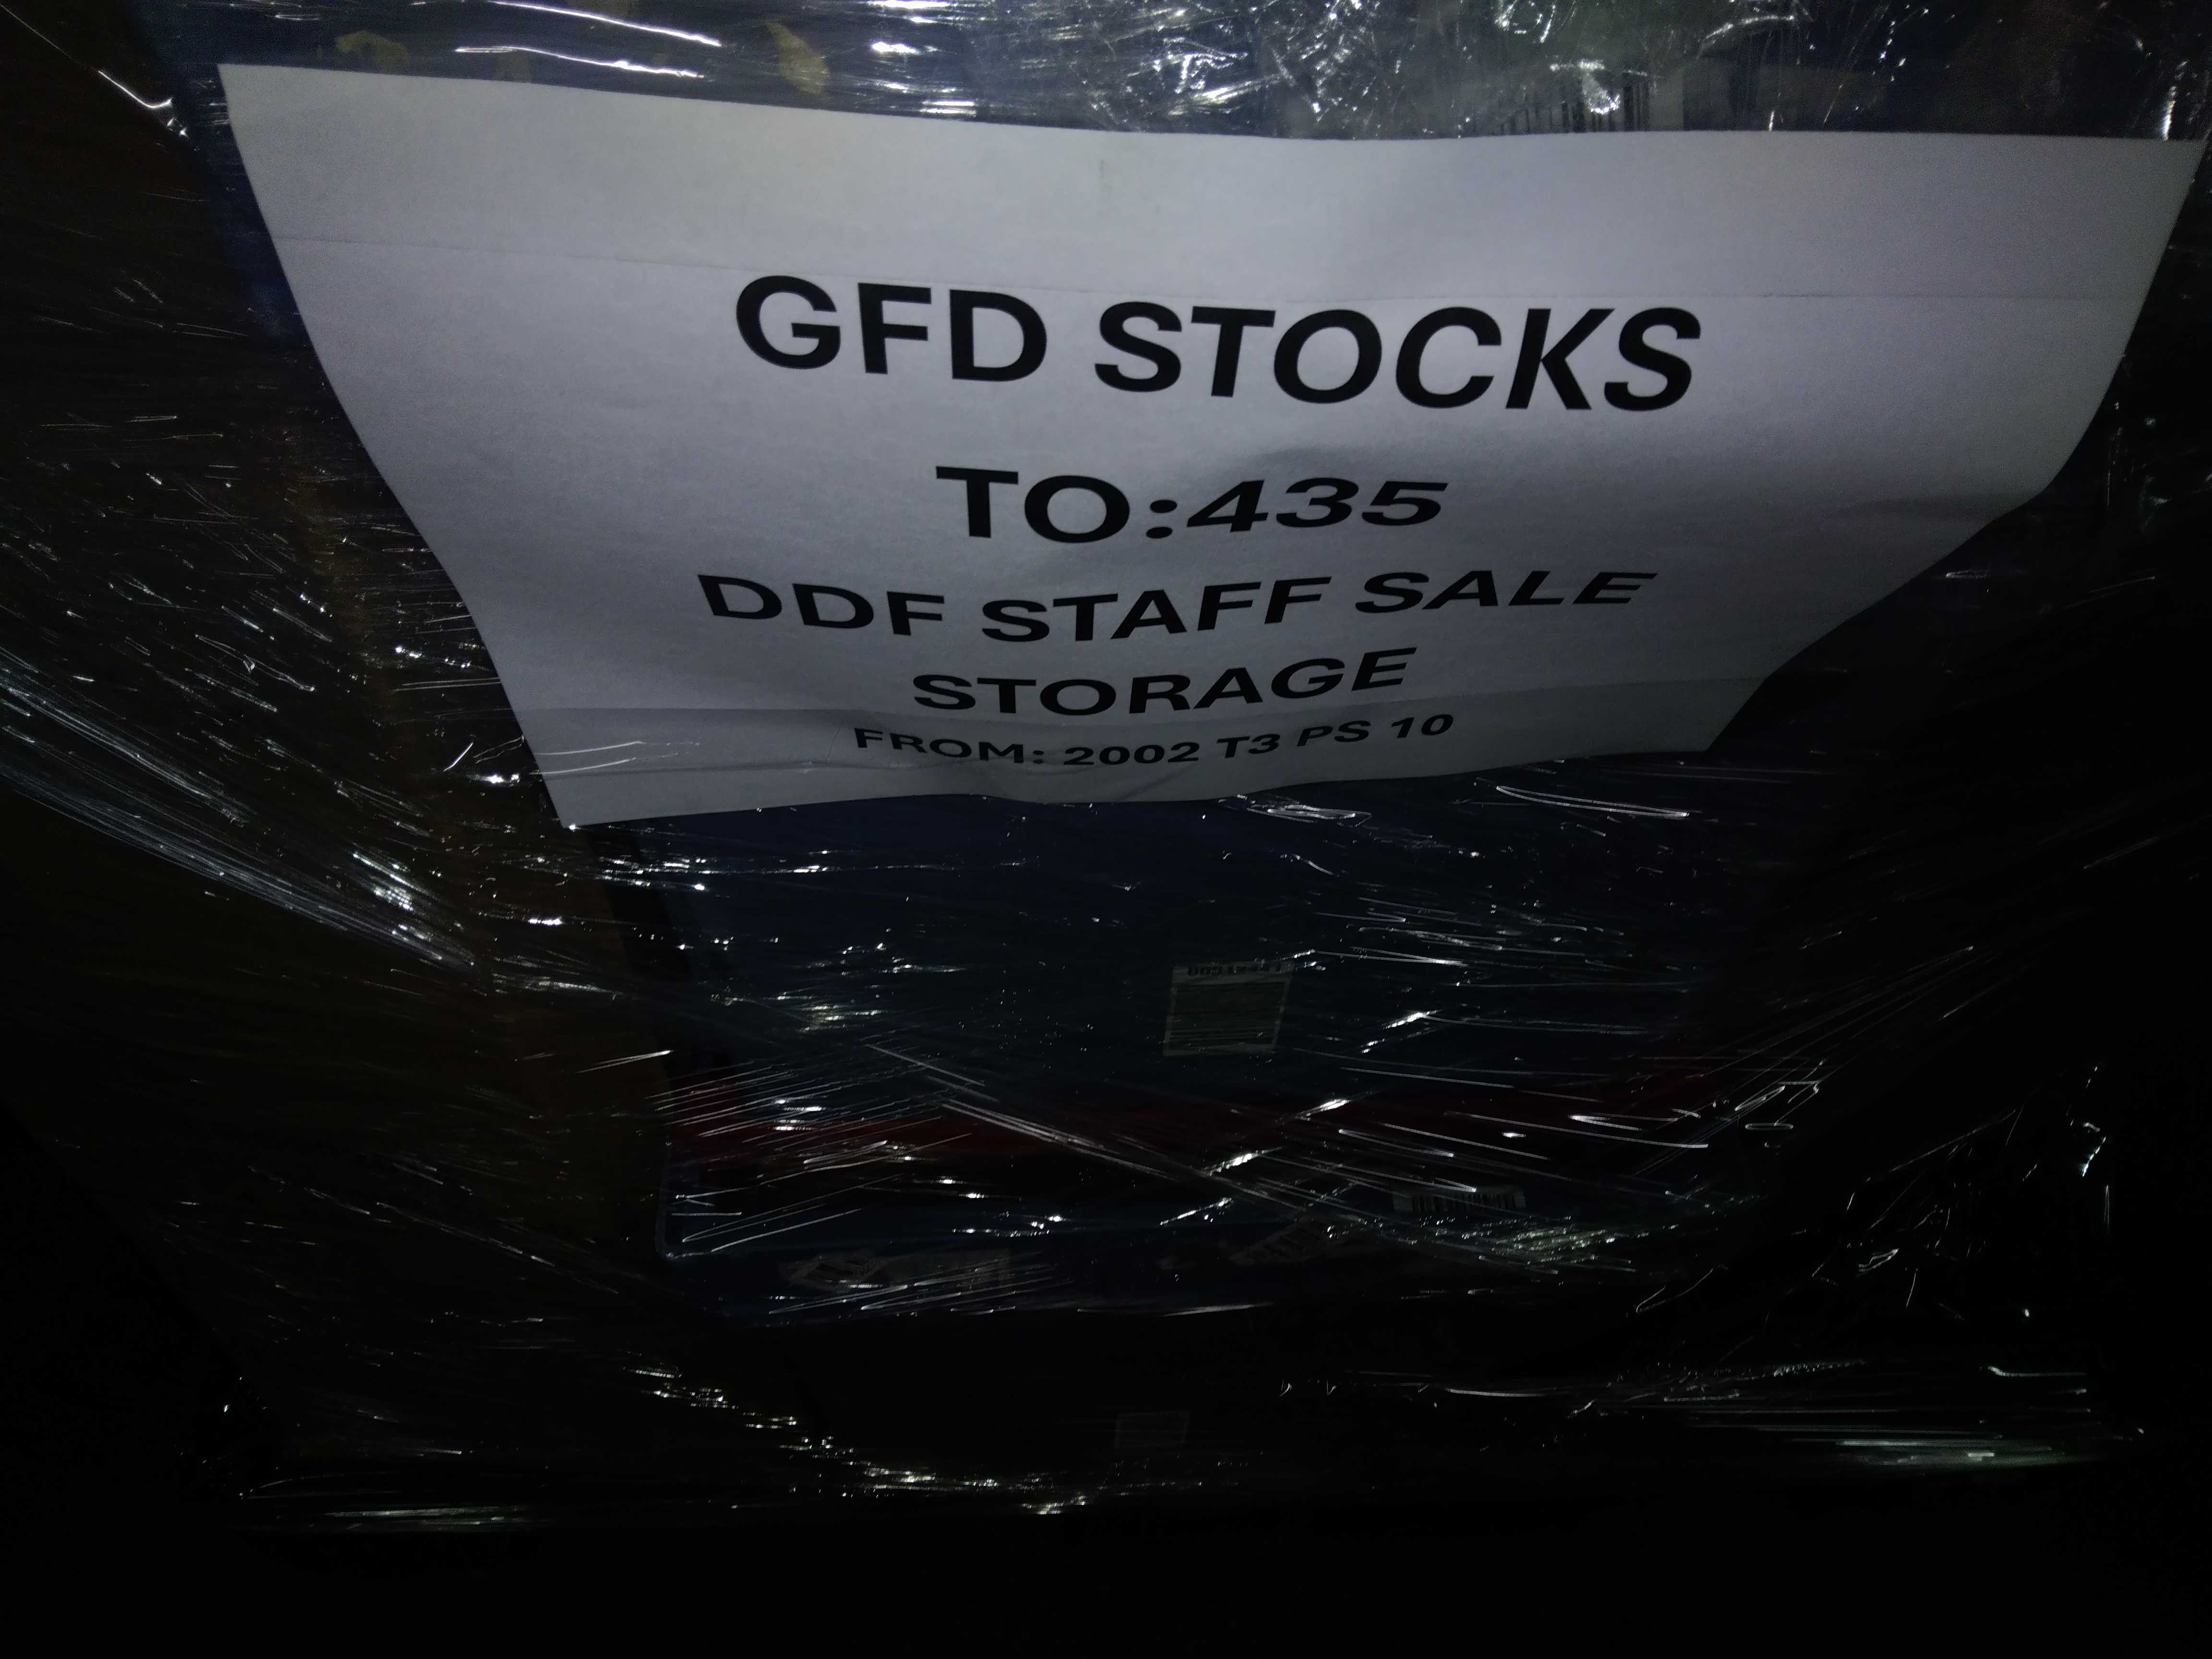 GFD STOCKS
TO:435
DDF STAFF SALE
STORAGE
FROM: 2002 T3 PS 10